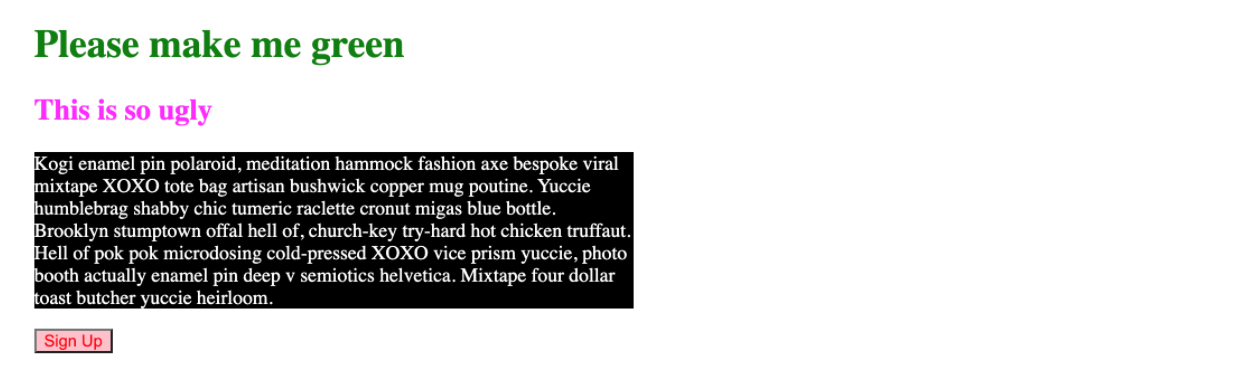 Please make me green
This is so ugly
Kogi enamel pin polaroid, meditation hammock fashion axe bespoke viral
mixtape XOXO tote bag artisan bushwick copper mug poutine. Yuccie
humblebrag shabby chic tumeric raclette cronut migas blue bottle.
Brooklyn stumptown offal hell of, church-key try-hard hot chicken truffaut.
Hell of pok pok microdosing cold-pressed XOXO vice prism yuccie, photo
booth actually enamel pin deep v semiotics helvetica. Mixtape four dollar
toast butcher yuccie heirloom.
Sign Up